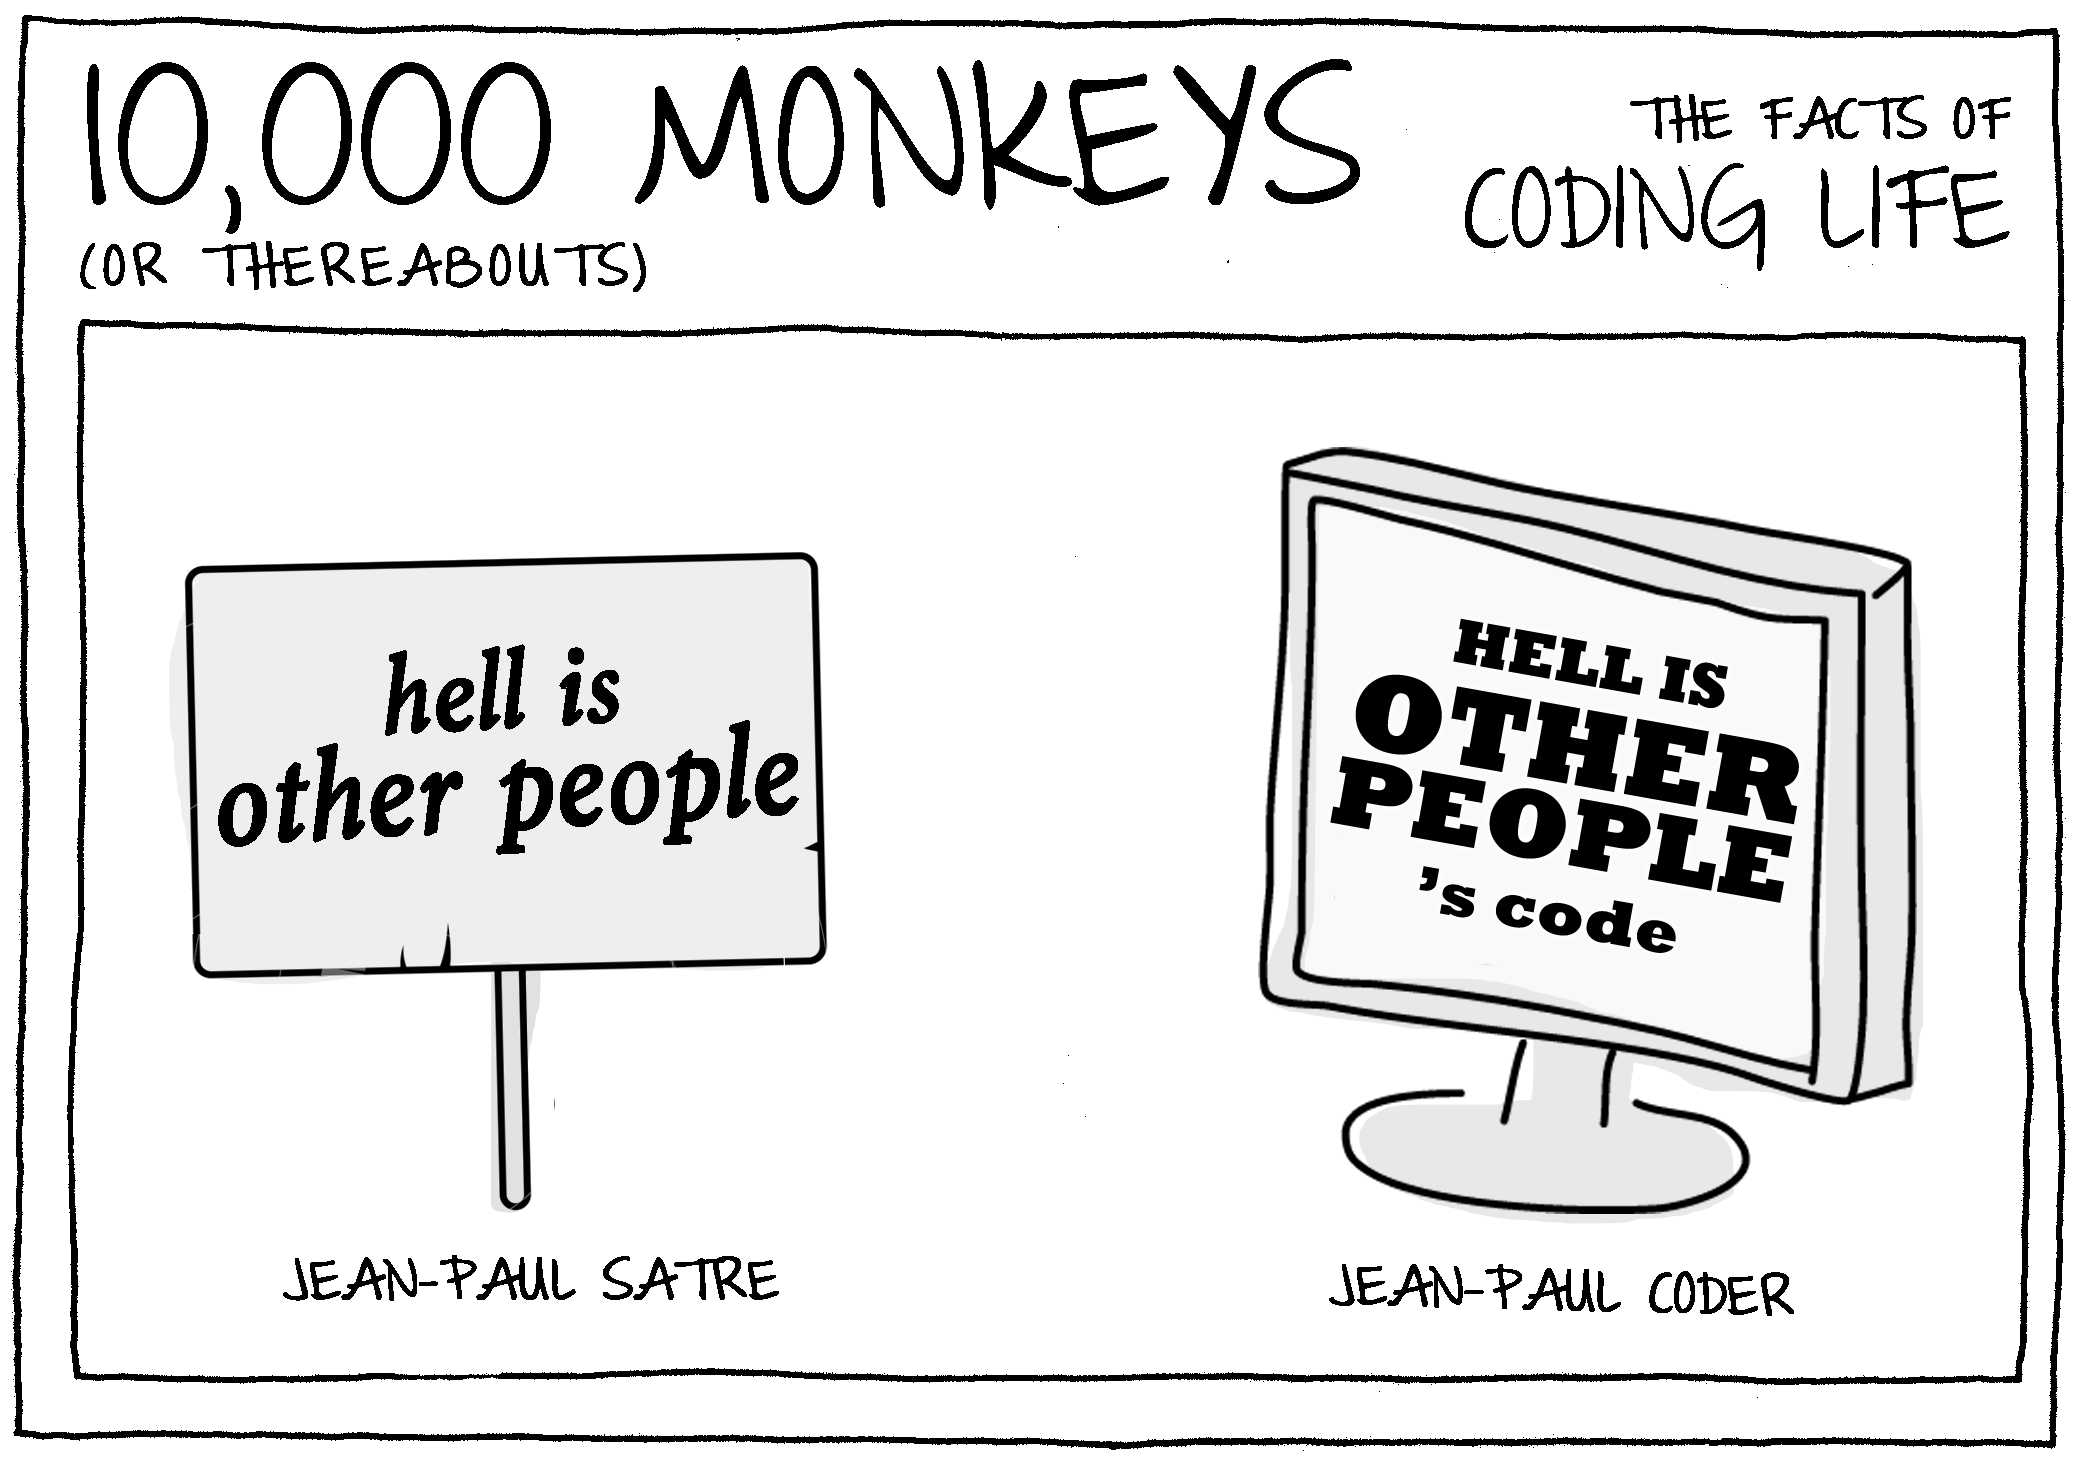 10,000 MONKEYS
(OR THEREABOUTS)
THE FACTS OF
CODING LIFE
hell is
other people
JEAN-PAUL SATRE
HELL IS
OTHER
PEOPLE
's code
JEAN-PAUL CODER